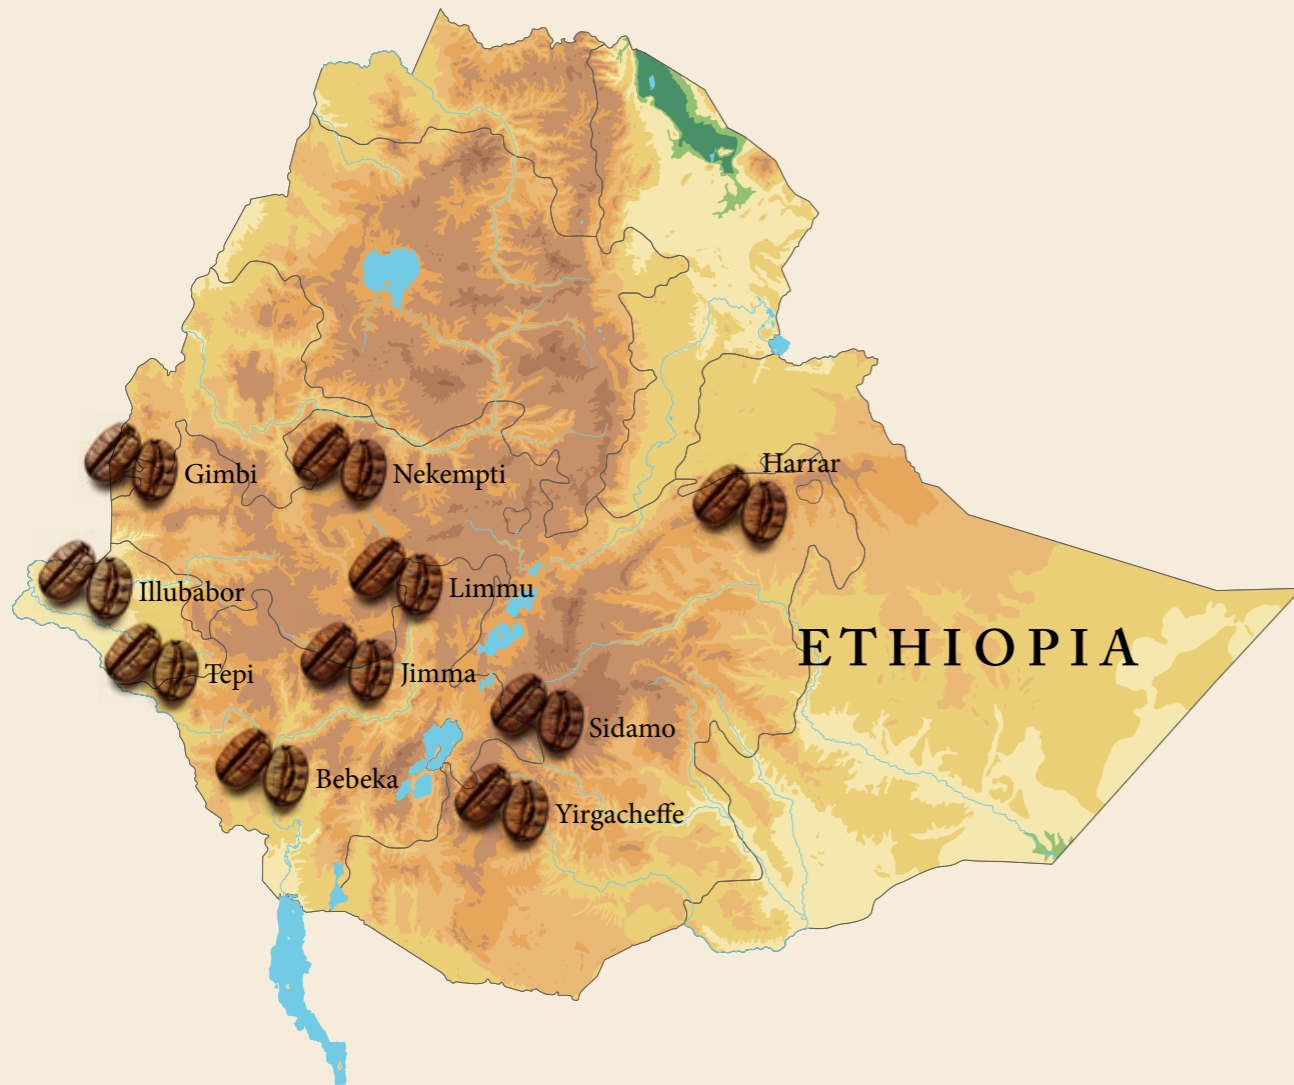 Harrar
Gimbi
Nekempti
Illubabor
Limmu
ETHIOPIA
Tepi
Jimma
Sidamo
Bebeka
Yirgacheffe